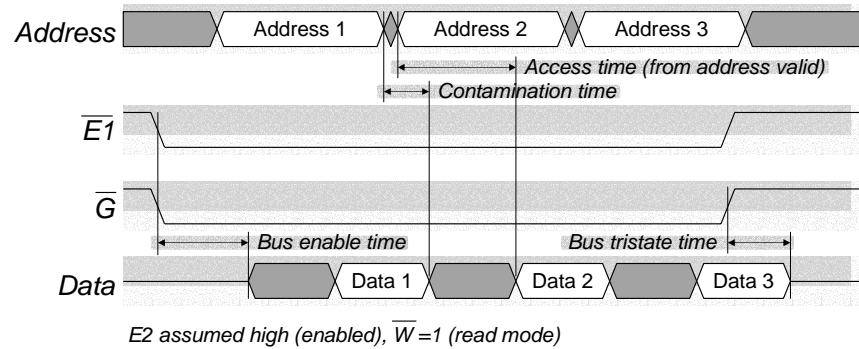 Address Address 1 Address 2 Address 3
Access time (from address valid)
Contamination time
E1
G
Bus enable time Bus tristate time
Data Data 1 Data 2 Data 3
E2 assumed high (enabled), W =1 (read mode)